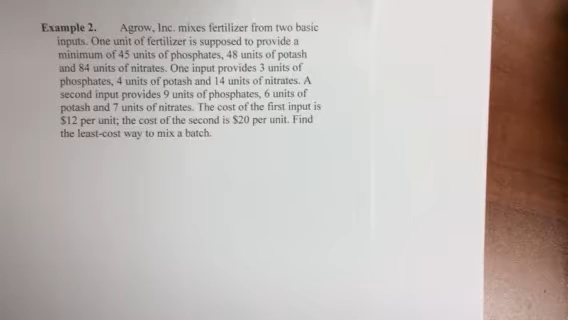 Example 2. Agrow, Inc. mixes fertilizer from two basic
inputs. One unit of fertilizer is supposed to provide a
minimum of 45 units of phosphates, 48 units of potash
and 84 units of nitrates. One input provides 3 units of
phosphates, 4 units of potash and 14 units of nitrates. A
second input provides 9 units of phosphates, 6 units of
potash and 7 units of nitrates. The cost of the first input is
$12 per unit; the cost of the second is $20 per unit. Find
the least-cost way to mix a batch.